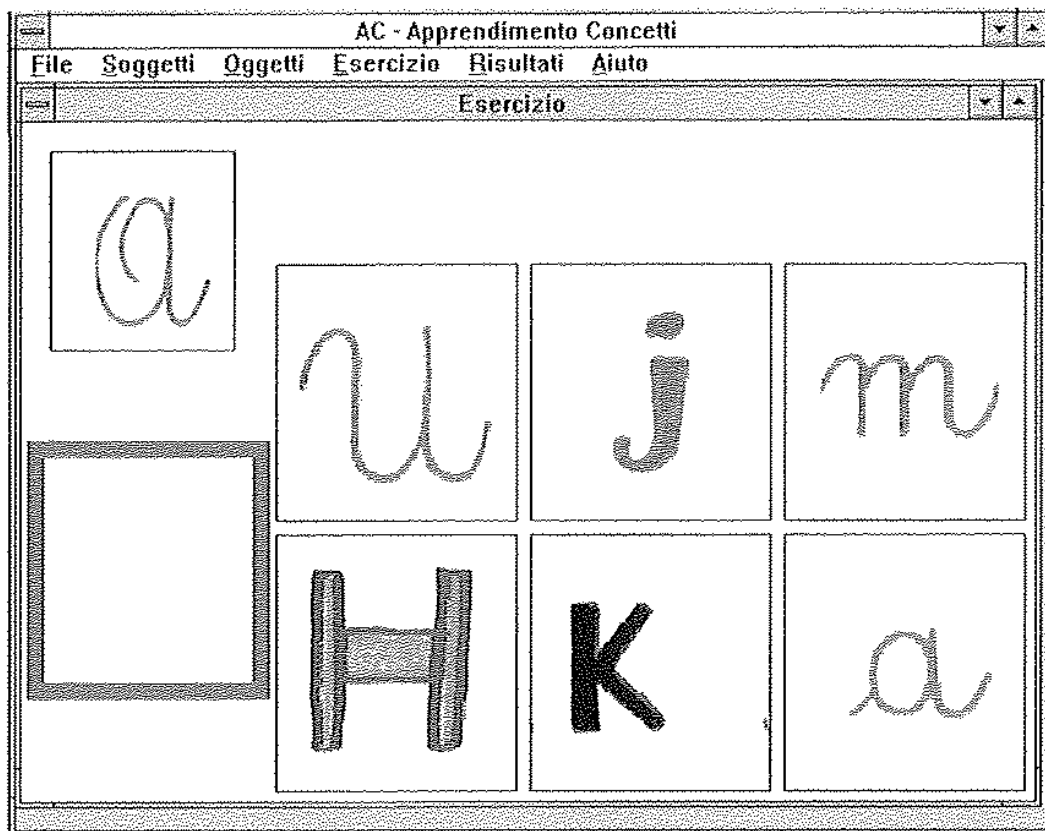 AC - Apprendimento Concetti
File Soggetti Oggetti Esercizio Risultati Aiuto
Esercizio
a
u j m
H K a